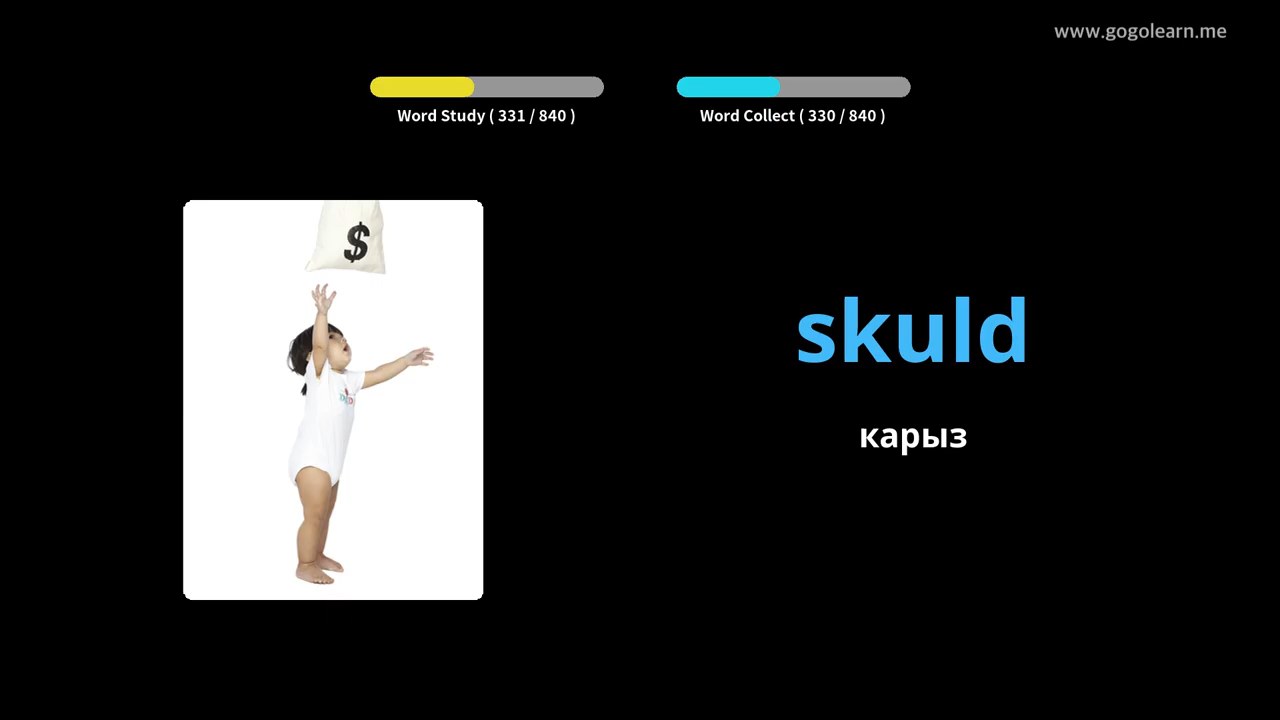 www.gogolearn.me
Word Study ( 331 / 840 )
Word Collect ( 330 / 840 )
$
skuld
карыз